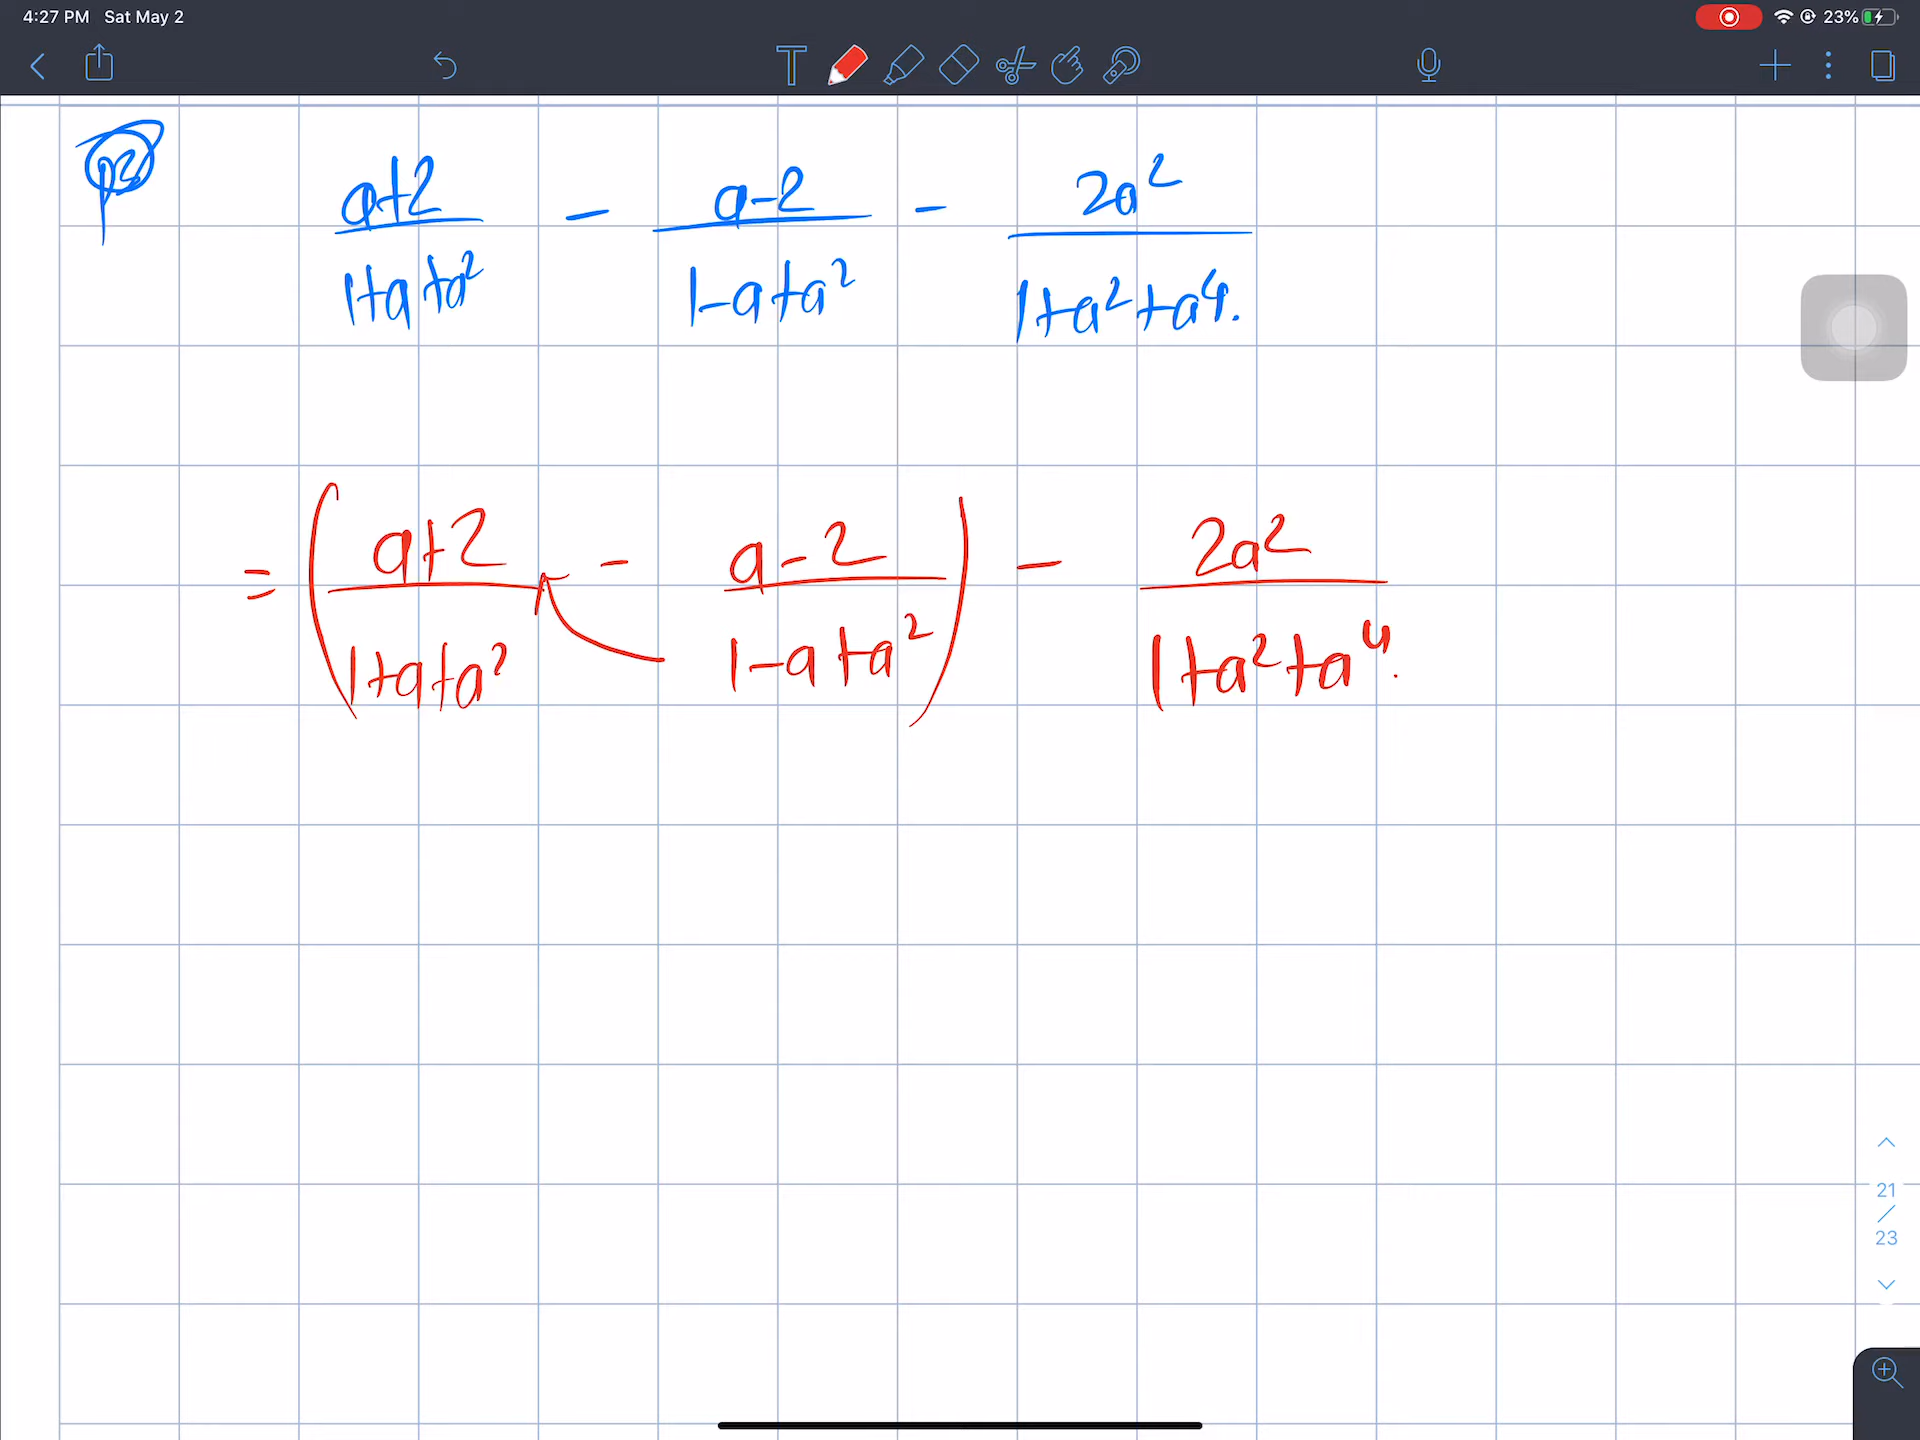 4:27 PM Sat May 2
23%
T
a+2 / 1+a+a² - a-2 / 1-a+a² - 2a² / 1+a²+a⁴.
= ( a+2 / 1+a+a² - a-2 / 1-a+a² ) - 2a² / 1+a²+a⁴.
21
/
23